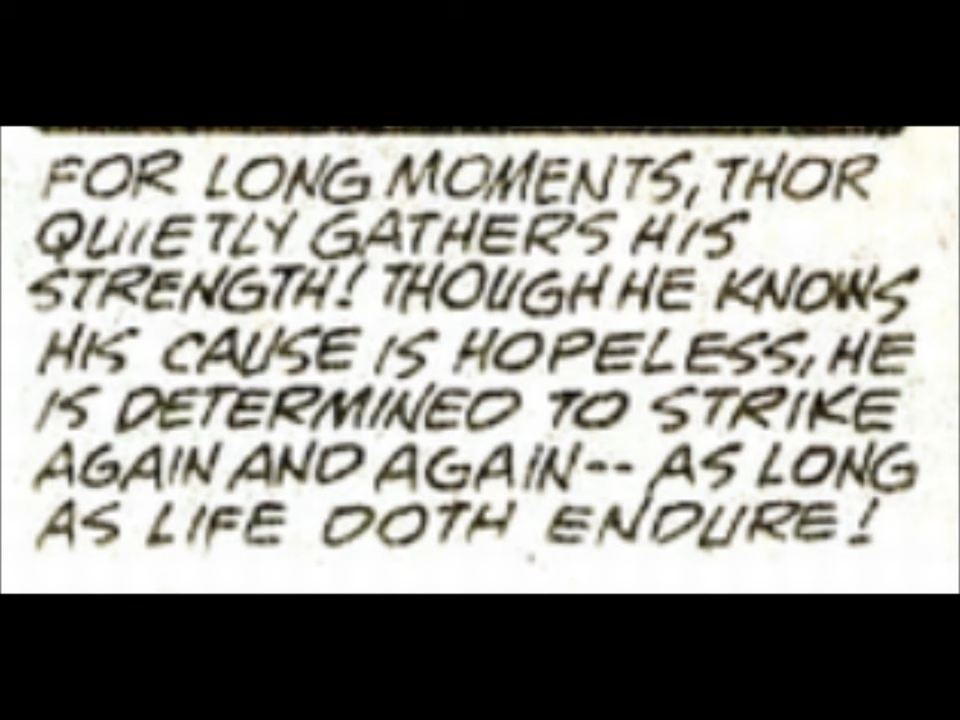 FOR LONG MOMENTS, THOR
QUIETLY GATHERS HIS
STRENGTH! THOUGH HE KNOWS
HIS CAUSE IS HOPELESS, HE
IS DETERMINED TO STRIKE
AGAIN AND AGAIN-- AS LONG
AS LIFE DOTH ENDURE!